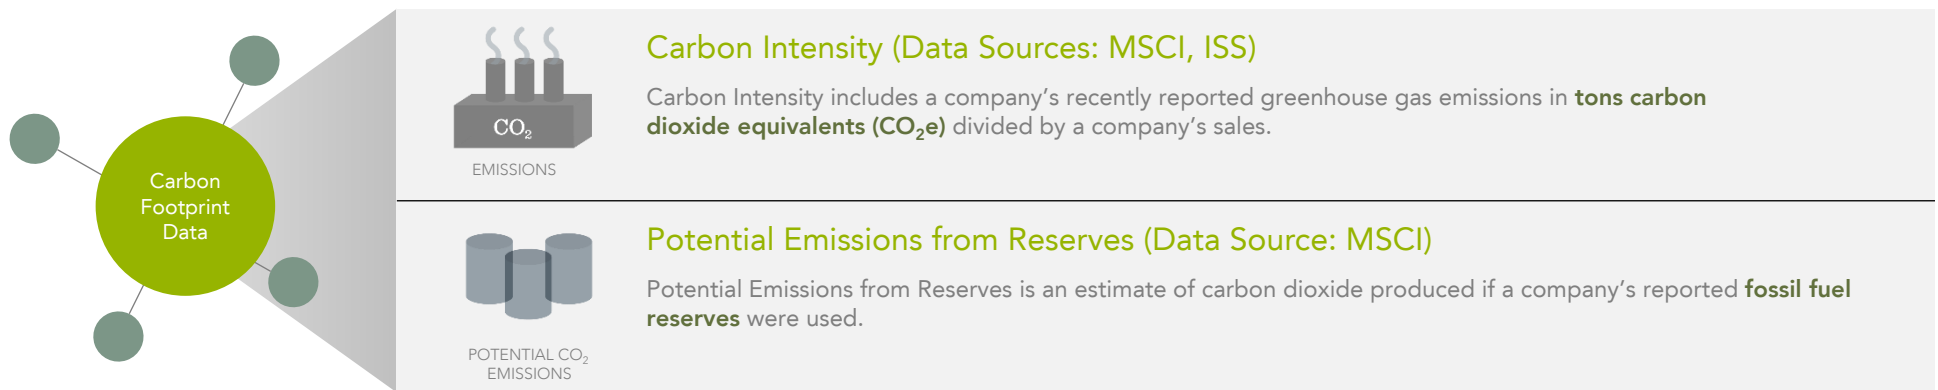 Carbon
Footprint
Data
CO₂
EMISSIONS
Carbon Intensity (Data Sources: MSCI, ISS)
Carbon Intensity includes a company’s recently reported greenhouse gas emissions in tons carbon
dioxide equivalents (CO₂e) divided by a company’s sales.
POTENTIAL CO₂
EMISSIONS
Potential Emissions from Reserves (Data Source: MSCI)
Potential Emissions from Reserves is an estimate of carbon dioxide produced if a company’s reported fossil fuel
reserves were used.